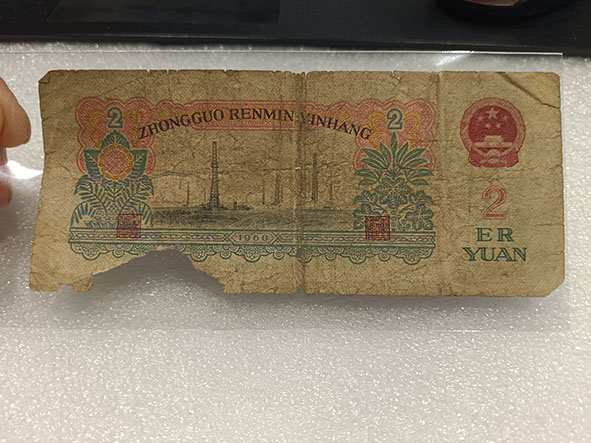 2
2
ZHONGGUO RENMIN YINHANG
1960
2
ER
YUAN